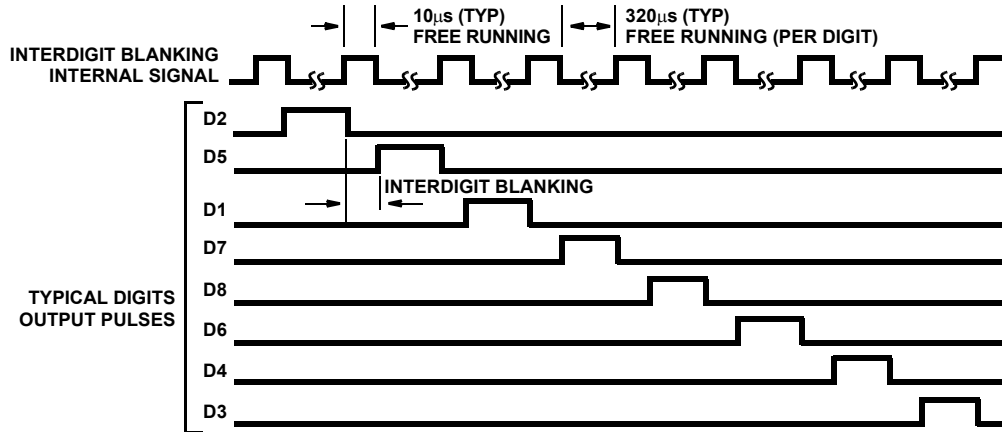 10µs (TYP)
FREE RUNNING
320µs (TYP)
FREE RUNNING (PER DIGIT)
INTERDIGIT BLANKING
INTERNAL SIGNAL
D2
D5
INTERDIGIT BLANKING
D1
D7
TYPICAL DIGITS
OUTPUT PULSES
D8
D6
D4
D3